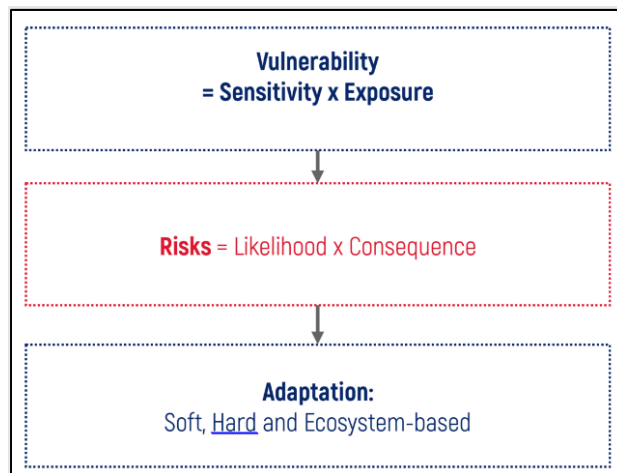 Vulnerability
= Sensitivity x Exposure
Risks = Likelihood x Consequence
Adaptation:
Soft, Hard and Ecosystem-based